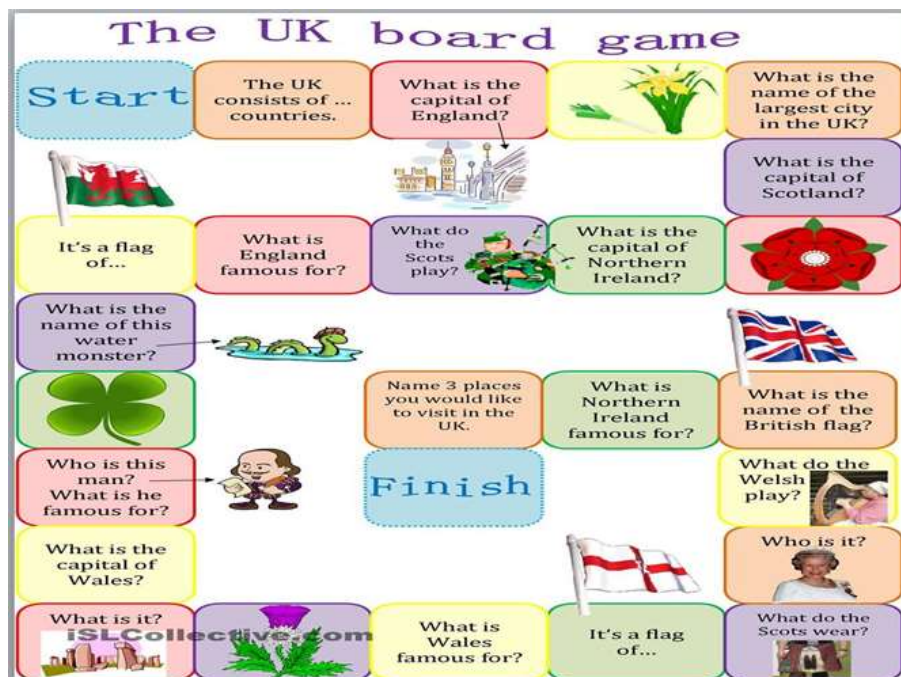 The UK board game
Start
The UK
consists of ...
countries.
What is the
capital of
England?
What is the
name of the
largest city
in the UK?
What is the
capital of
Scotland?
It's a flag
of...
What is
England
famous for?
What do
the
Scots
play?
What is the
capital of
Northern
Ireland?
What is the
name of this
water
monster?
Name 3 places
you would like
to visit in the
UK.
What is
Northern
Ireland
famous for?
What is the
name of the
British flag?
Who is this
man?
What is he
famous for?
Finish
What do the
Welsh
play?
What is the
capital of
Wales?
Who is it?
What is it?
iSLCollective.com
What is
Wales
famous for?
It's a flag
of...
What do the
Scots wear?